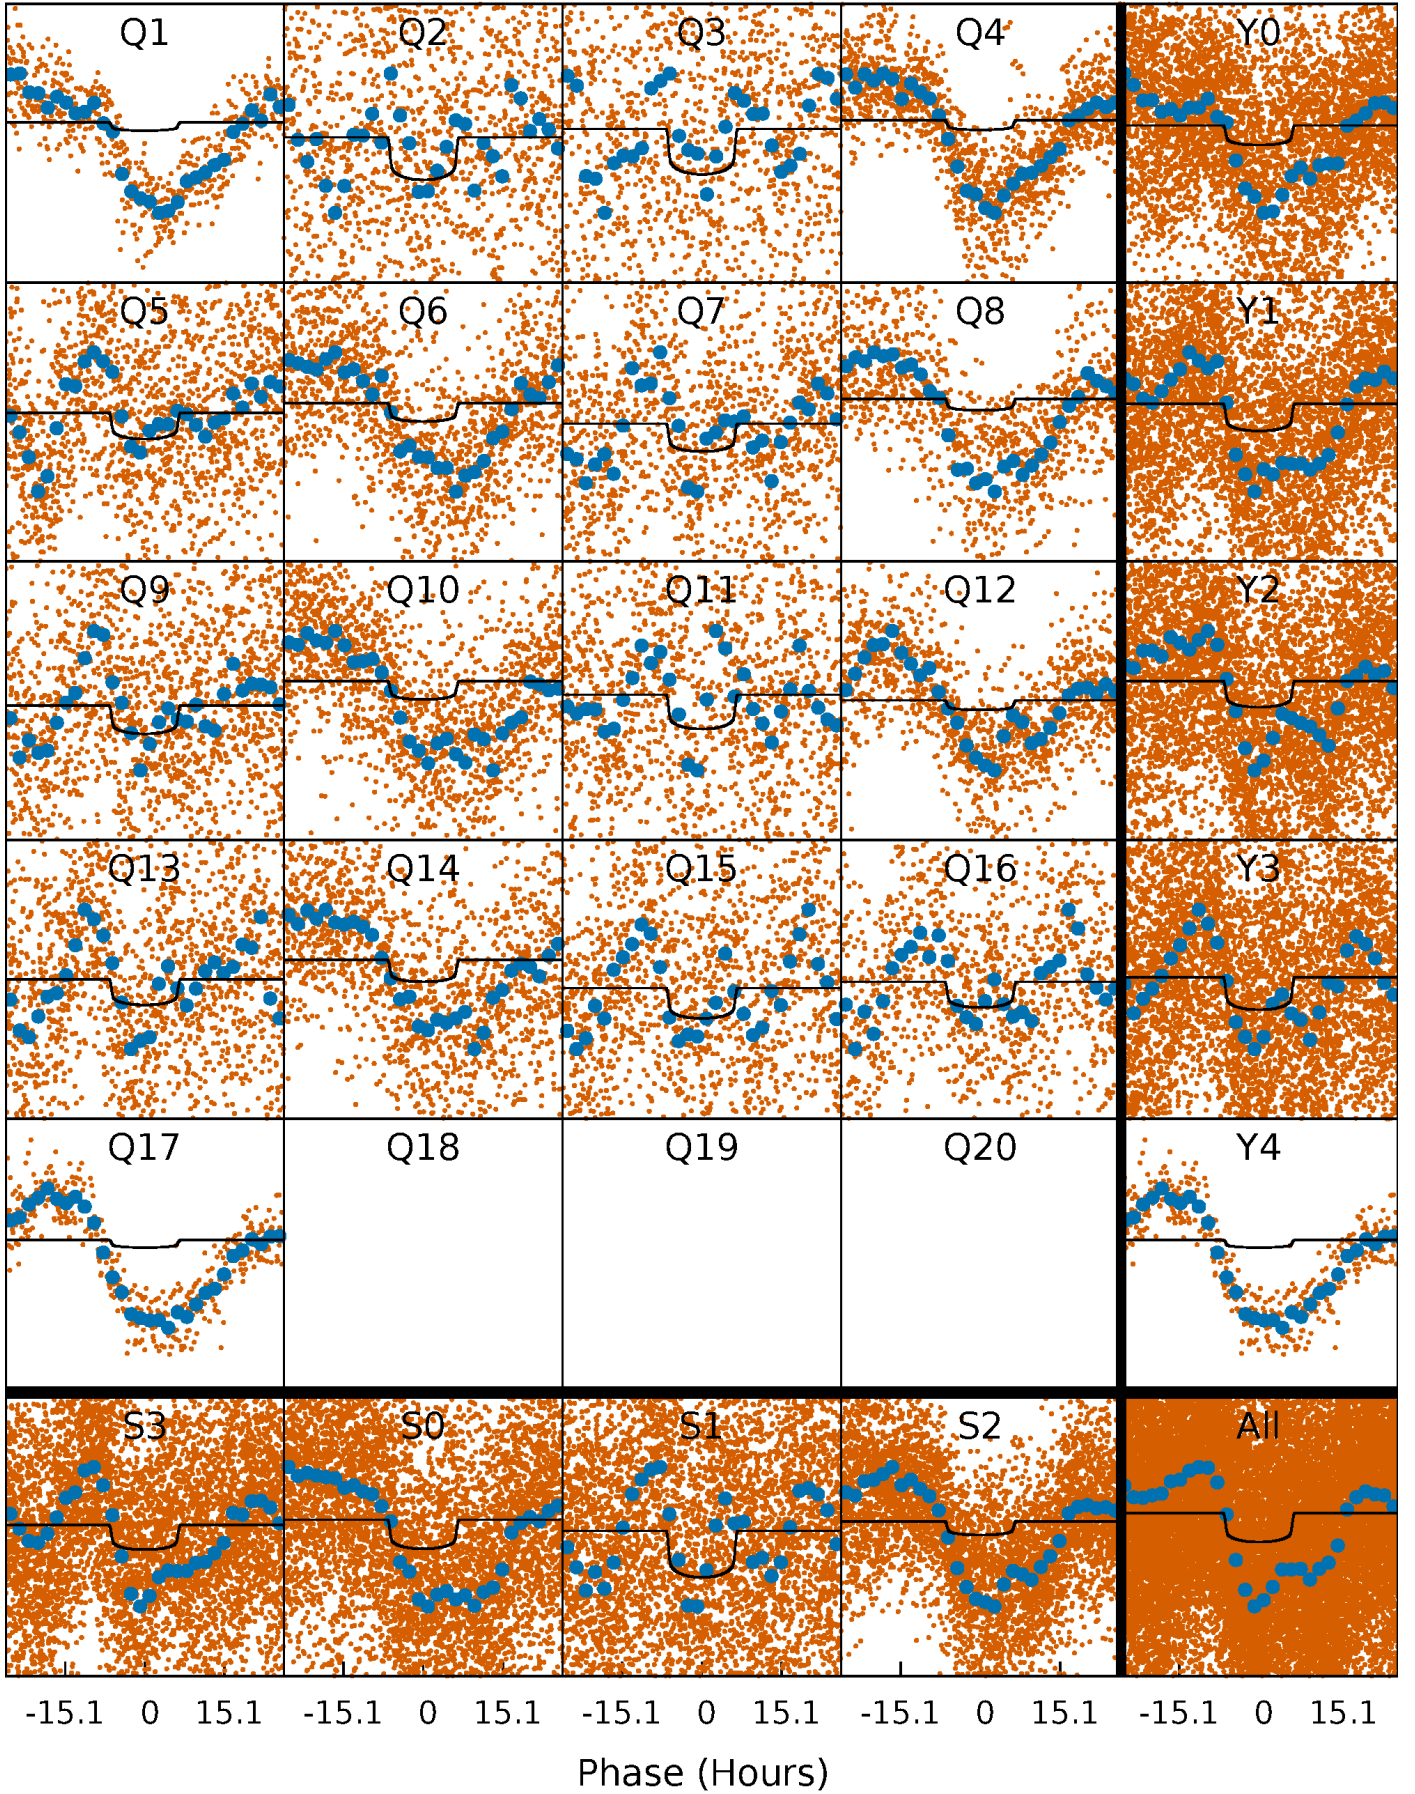 Q1 Q2 Q3 Q4 Y0
Q5 Q6 Q7 Q8 Y1
Q9 Q10 Q11 Q12 Y2
Q13 Q14 Q15 Q16 Y3
Q17 Q18 Q19 Q20 Y4
S3 S0 S1 S2 All
-15.1 0 15.1 -15.1 0 15.1 -15.1 0 15.1 -15.1 0 15.1 -15.1 0 15.1
Phase (Hours)